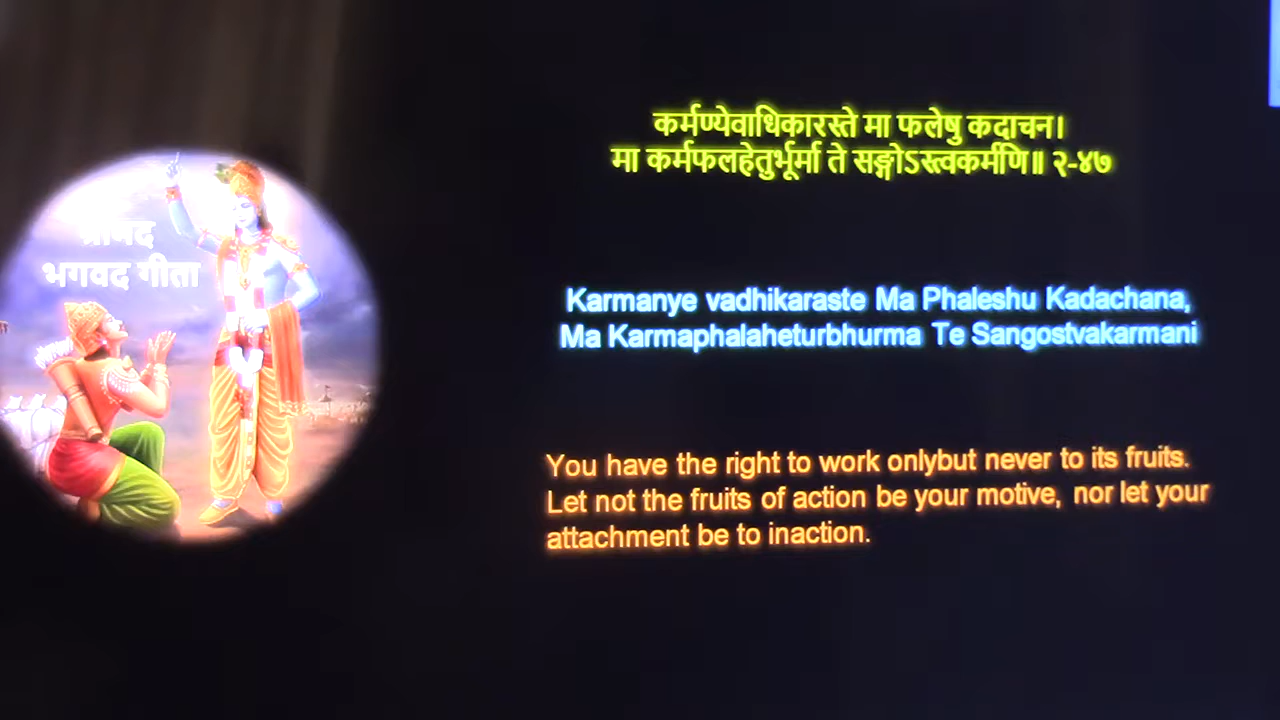 भगवद गीता
कर्मण्येवाधिकारस्ते मा फलेषु कदाचन।
मा कर्मफलहेतुर्भूर्मा ते सङ्गोऽस्त्वकर्मणि॥ २-४७
Karmanye vadhikaraste Ma Phaleshu Kadachana,
Ma Karmaphalaheturbhurma Te Sangostvakarmani
You have the right to work onlybut never to its fruits.
Let not the fruits of action be your motive, nor let your
attachment be to inaction.